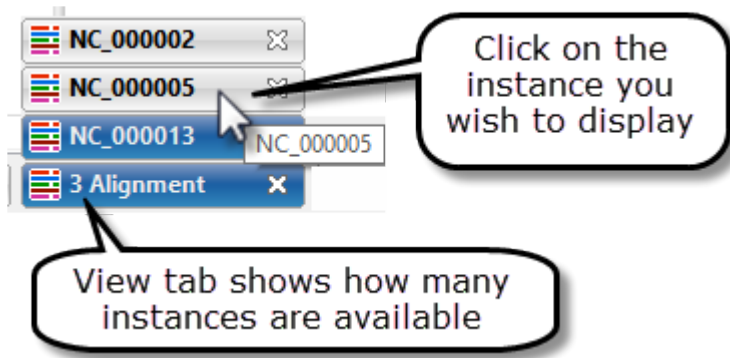 NC_000002
NC_000005
NC_000013
NC_000005
3 Alignment
Click on the
instance you
wish to display
View tab shows how many
instances are available